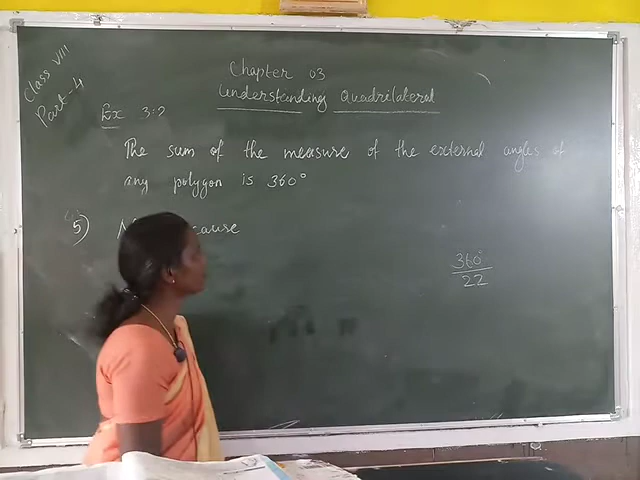 Class VIII
Part-4
Chapter 03
Understanding Quadrilateral
Ex 3.2
The sum of the measure of the external angles of
any polygon is 360°
5) N cause
360°
22